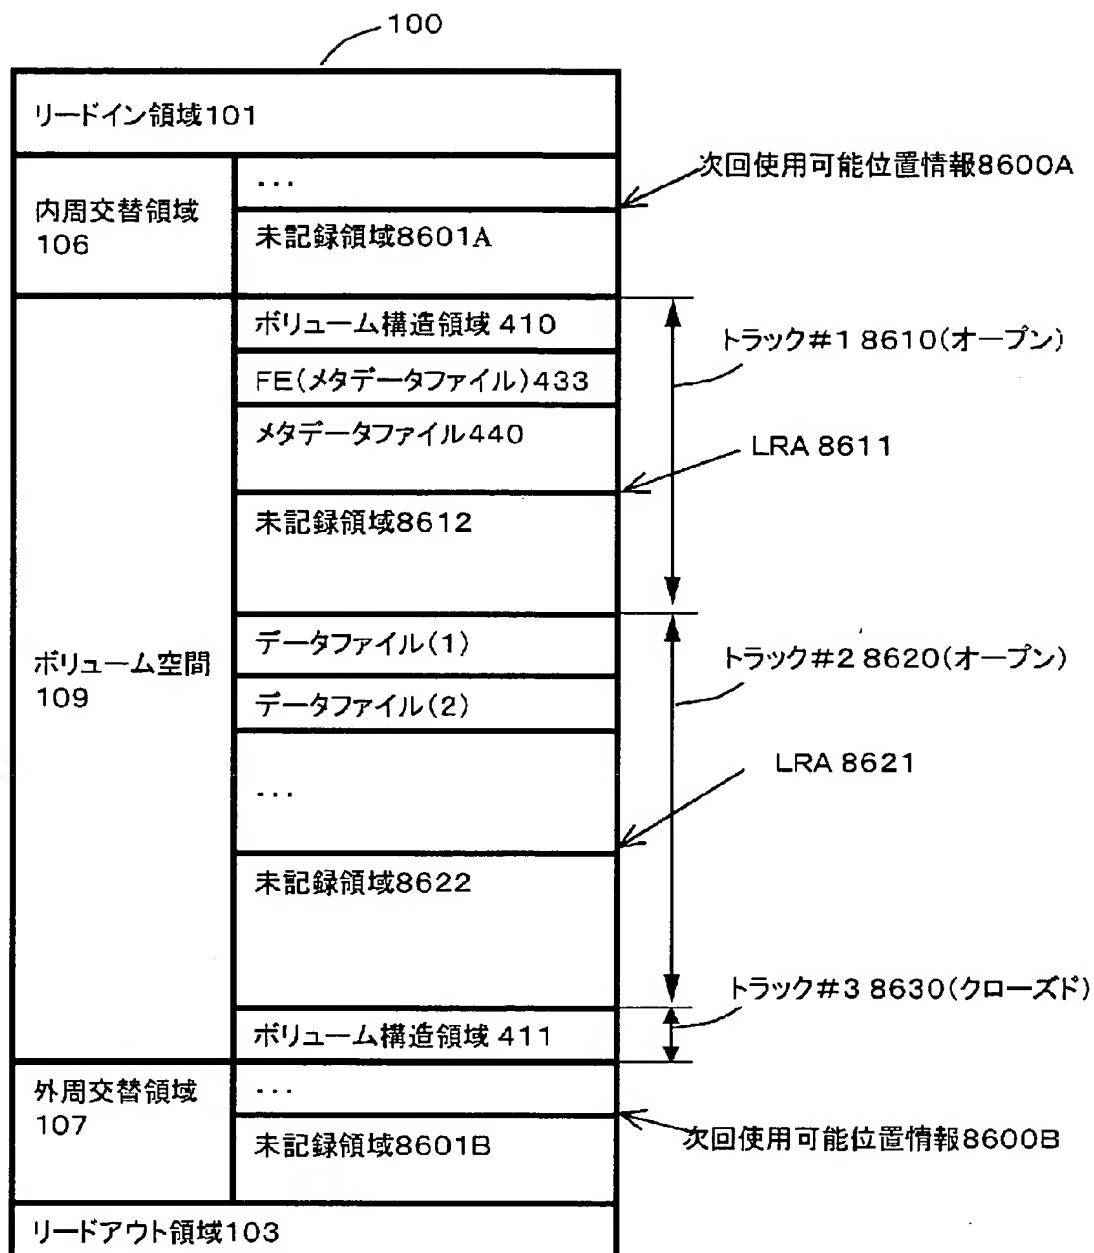 100
リードイン領域101
次回使用可能位置情報8600A
内周交替領域
106
...
未記録領域8601A
ボリューム構造領域 410
トラック#1 8610(オープン)
FE(メタデータファイル)433
メタデータファイル440
LRA 8611
未記録領域8612
ボリューム空間
109
データファイル(1)
トラック#2 8620(オープン)
データファイル(2)
LRA 8621
...
未記録領域8622
トラック#3 8630(クローズド)
ボリューム構造領域 411
外周交替領域
107
...
次回使用可能位置情報8600B
未記録領域8601B
リードアウト領域103